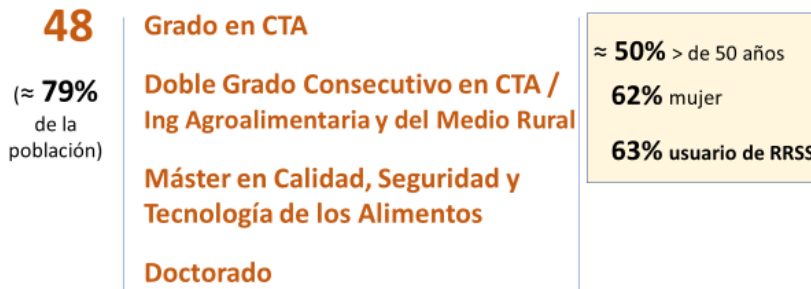 48
(≈ 79%
de la
población)
Grado en CTA
Doble Grado Consecutivo en CTA /
Ing Agroalimentaria y del Medio Rural
Máster en Calidad, Seguridad y
Tecnología de los Alimentos
Doctorado
≈ 50% > de 50 años
62% mujer
63% usuario de RRSS